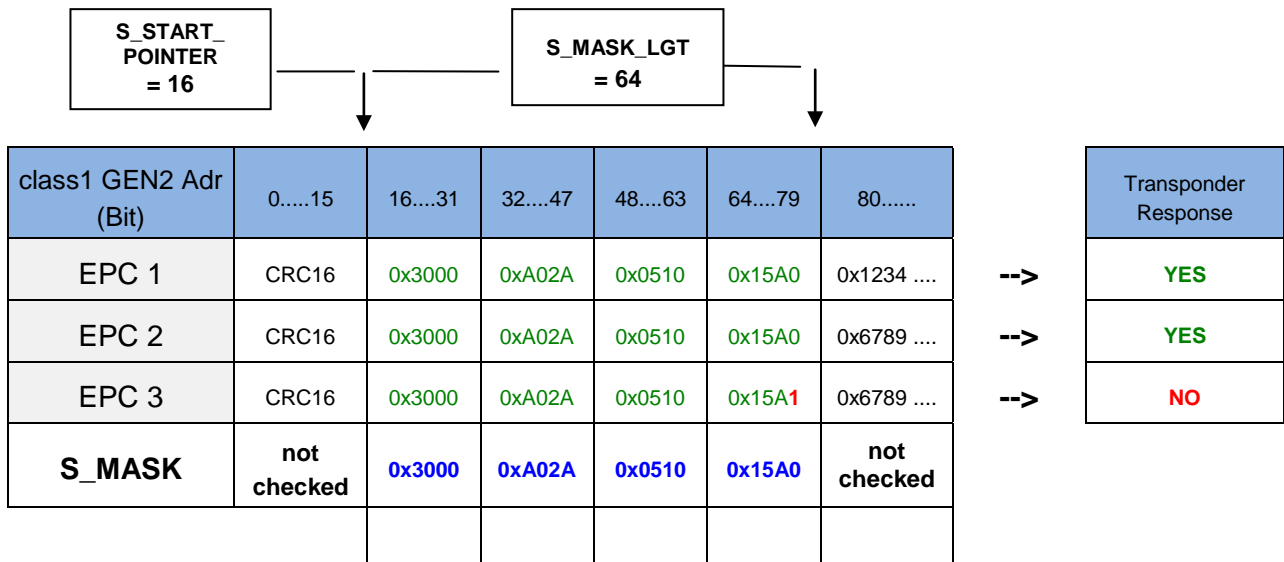 S_START_
POINTER
= 16
S_MASK_LGT
= 64
class1 GEN2 Adr
(Bit)
0.....15
16....31
32....47
48....63
64....79
80......
Transponder
Response
EPC 1
CRC16
0x3000
0xA02A
0x0510
0x15A0
0x1234 ....
-->
YES
EPC 2
CRC16
0x3000
0xA02A
0x0510
0x15A0
0x6789 ....
-->
YES
EPC 3
CRC16
0x3000
0xA02A
0x0510
0x15A1
0x6789 ....
-->
NO
S_MASK
not
checked
0x3000
0xA02A
0x0510
0x15A0
not
checked